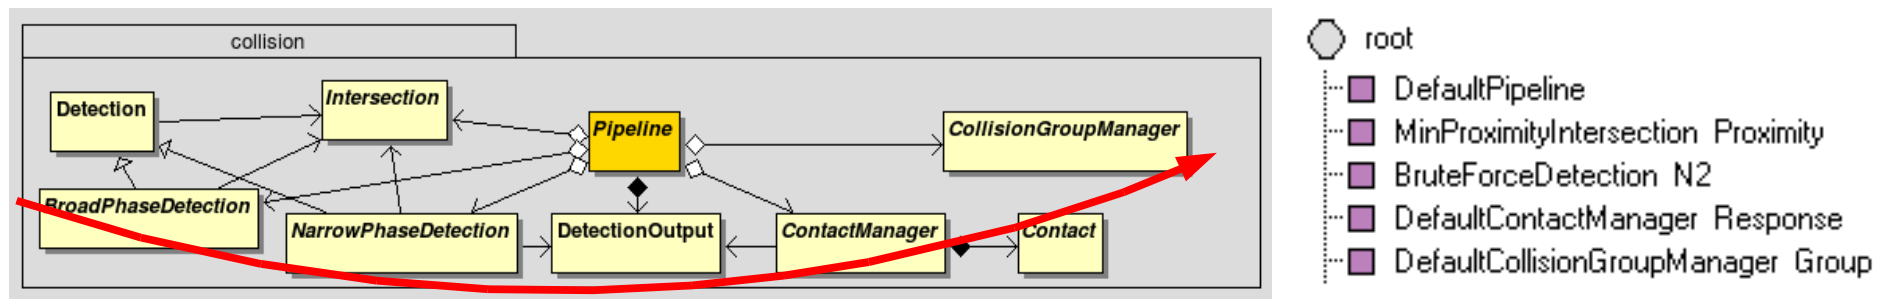 collision
Detection
Intersection
Pipeline
CollisionGroupManager
BroadPhaseDetection
NarrowPhaseDetection
DetectionOutput
ContactManager
Contact
root
DefaultPipeline
MinProximityIntersection Proximity
BruteForceDetection N2
DefaultContactManager Response
DefaultCollisionGroupManager Group